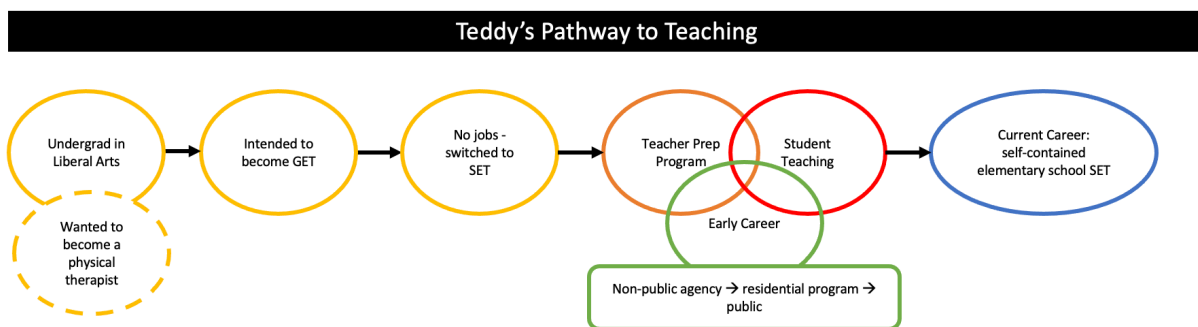 Teddy's Pathway to Teaching
Undergrad in
Liberal Arts
Wanted to
become a
physical
therapist
Intended to
become GET
No jobs -
switched to
SET
Teacher Prep
Program
Student
Teaching
Early Career
Non-public agency → residential program →
public
Current Career:
self-contained
elementary school SET